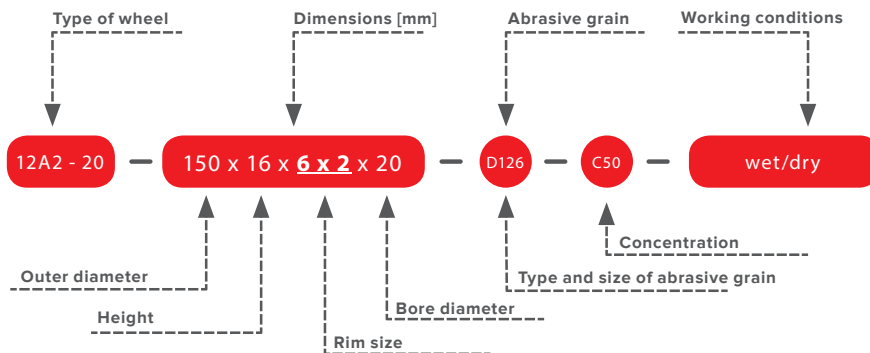 Type of wheel
Dimensions [mm]
Abrasive grain
Working conditions
12A2 - 20
150 x 16 x 6 x 2 x 20
D126
C50
wet/dry
Concentration
Outer diameter
Type and size of abrasive grain
Height
Bore diameter
Rim size